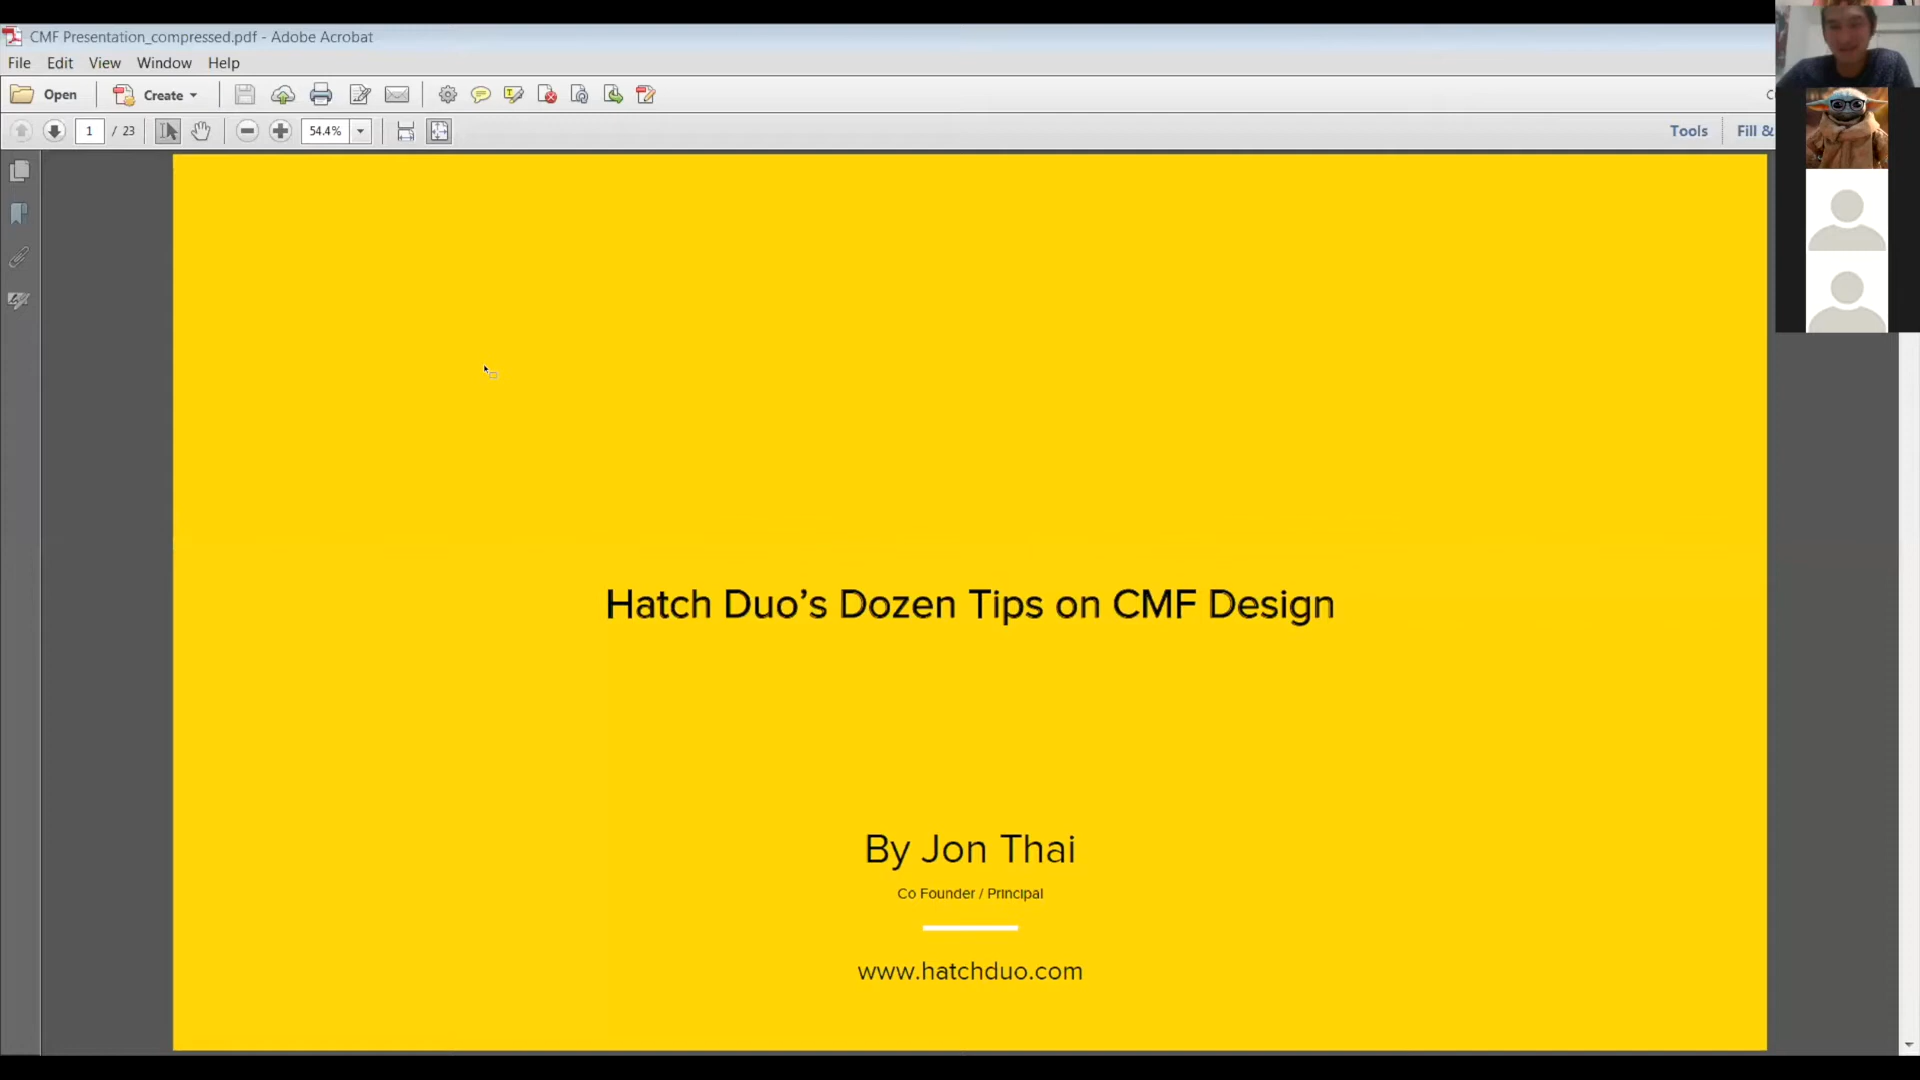 CMF Presentation_compressed.pdf - Adobe Acrobat
File Edit View Window Help
Open Create
1 / 23 54.4% Tools Fill &
Hatch Duo’s Dozen Tips on CMF Design
By Jon Thai
Co Founder / Principal
www.hatchduo.com